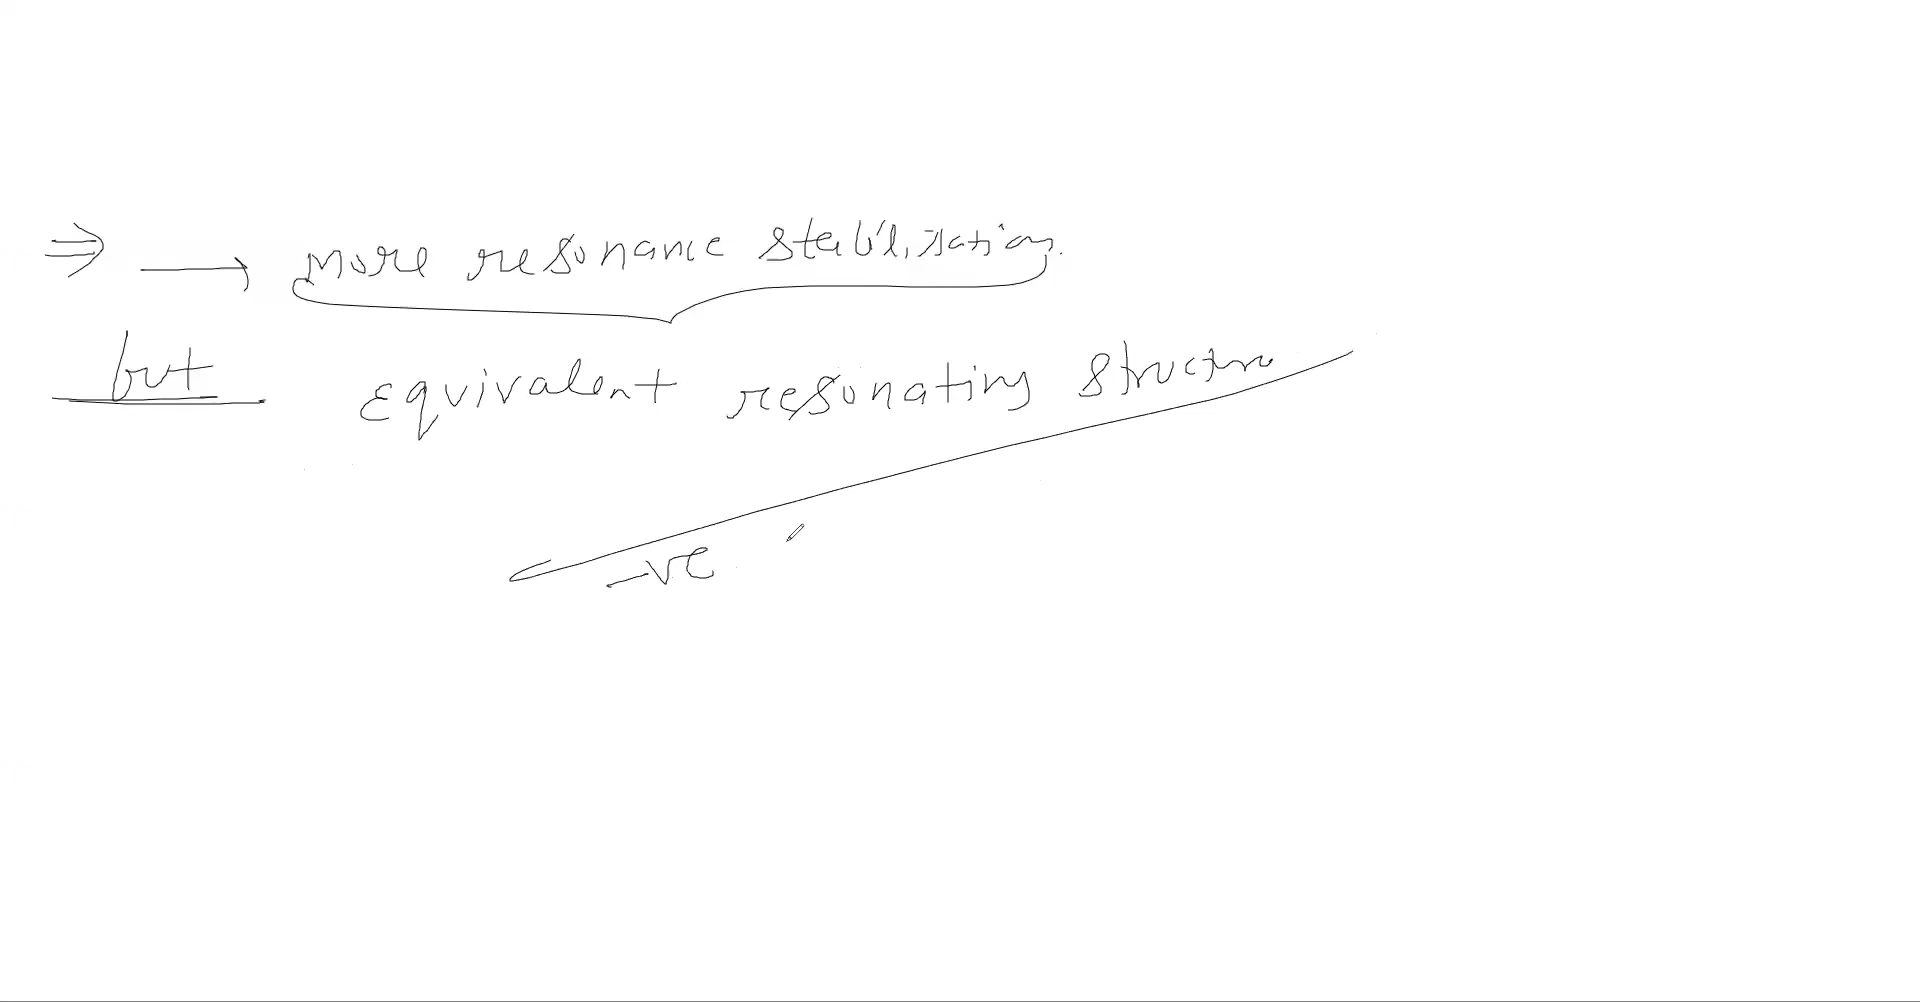 ⇒ → More resonance stabilisation.
but Equivalent resonating structure
-ve